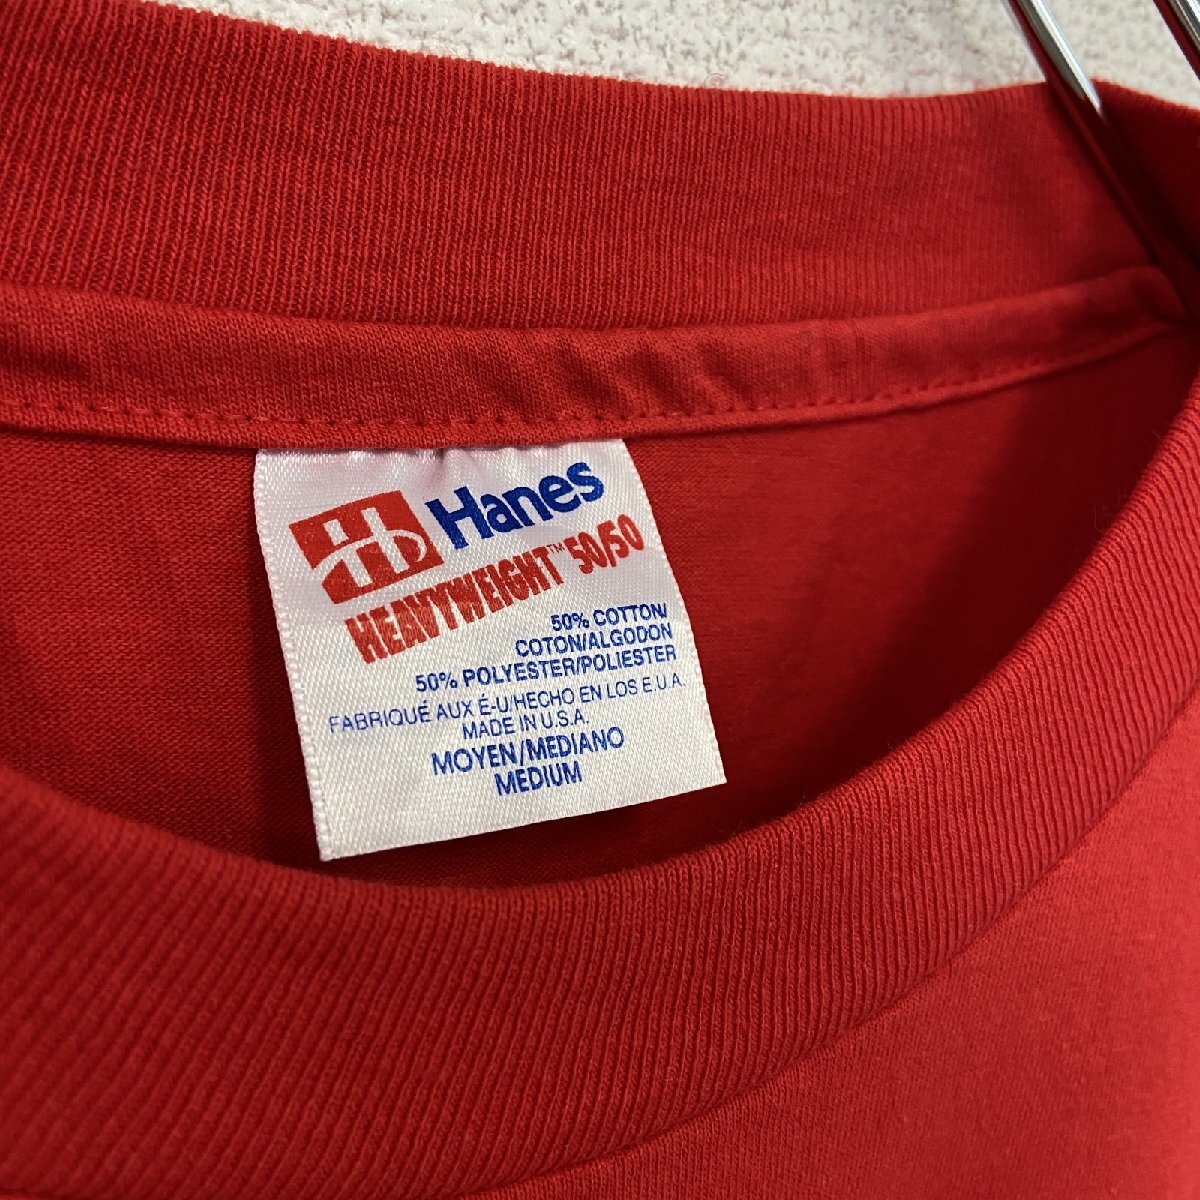 Hanes
HEAVYWEIGHT™ 50/50
50% COTTON/
COTON/ALGODON
50% POLYESTER/POLIESTER
FABRIQUÉ AUX É-U/HECHO EN LOS E.U.A.
MADE IN U.S.A.
MOYEN/MEDIANO
MEDIUM